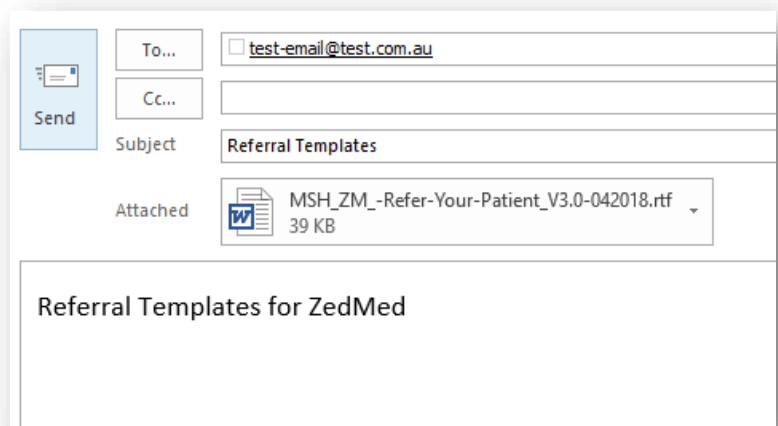 To...
test-email@test.com.au
Cc...
Send
Subject
Referral Templates
Attached
MSH_ZM_-Refer-Your-Patient_V3.0-042018.rtf
39 KB
Referral Templates for ZedMed